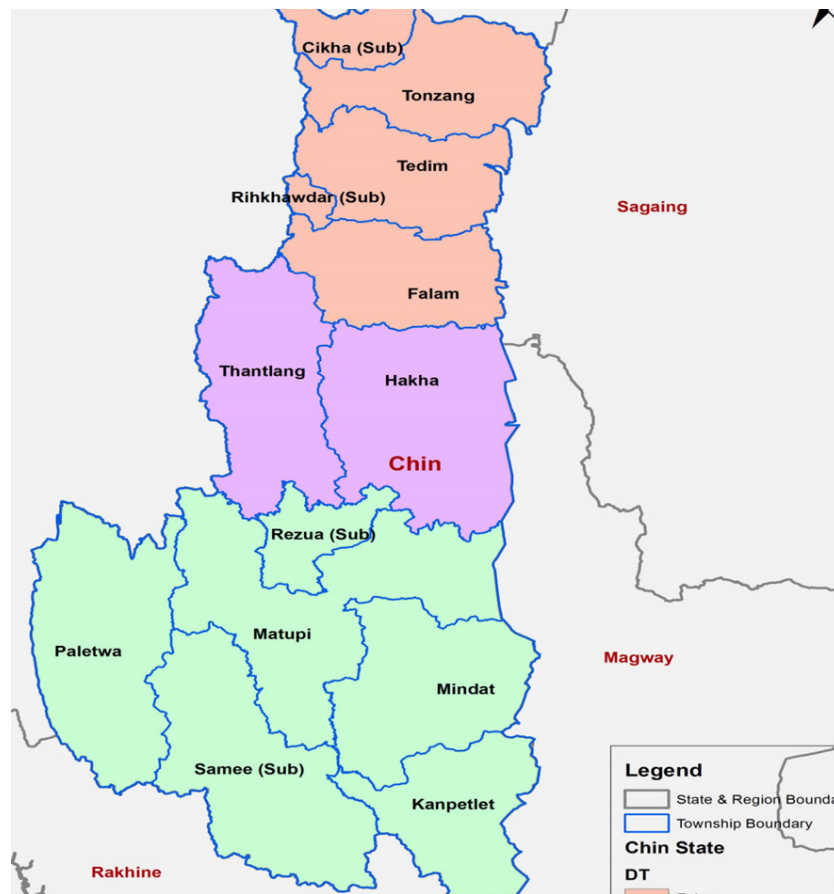 Cikha (Sub)
Tonzang
Tedim
Rihkhawdar (Sub)
Sagaing
Falam
Thantlang
Hakha
Chin
Rezua (Sub)
Matupi
Paletwa
Magway
Mindat
Samee (Sub)
Kanpetlet
Rakhine
Legend
State & Region Bounda
Township Boundary
Chin State
DT